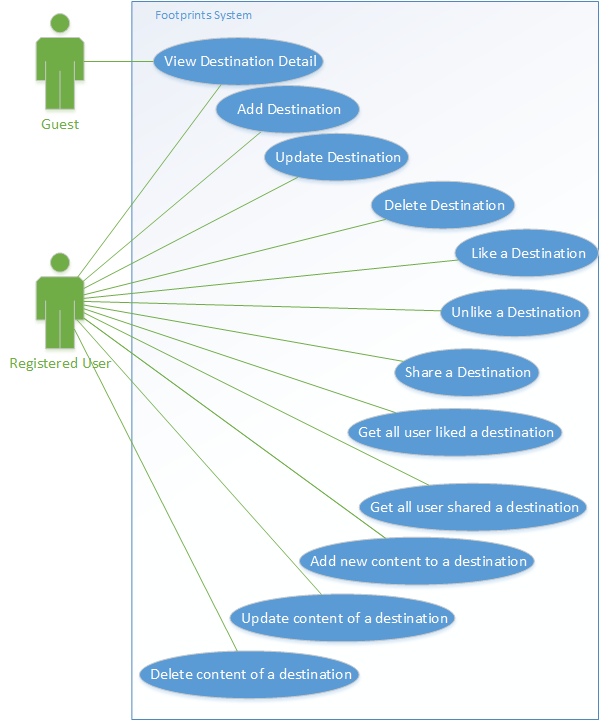 Footprints System
View Destination Detail
Add Destination
Guest
Update Destination
Delete Destination
Like a Destination
Unlike a Destination
Registered User
Share a Destination
Get all user liked a destination
Get all user shared a destination
Add new content to a destination
Update content of a destination
Delete content of a destination